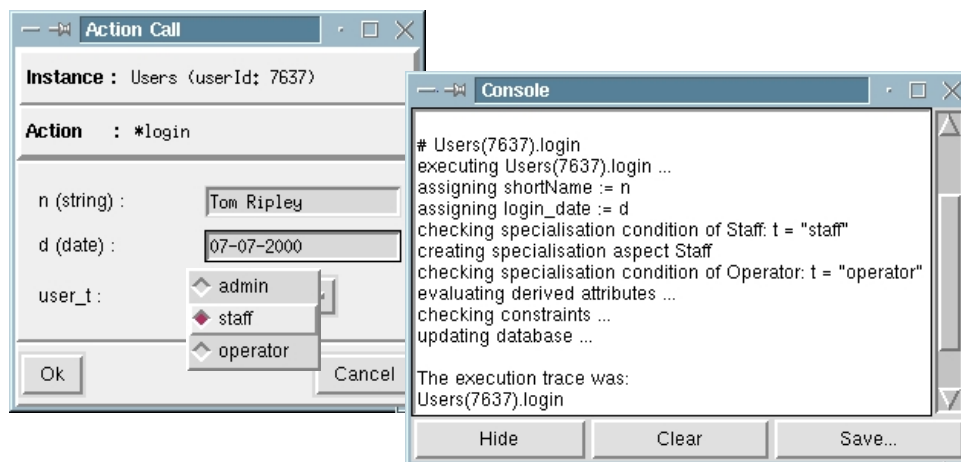 Action Call
Instance : Users (userId: 7637)
Action : *login
n (string) : Tom Ripley
d (date) : 07-07-2000
user_t :
admin
staff
operator
Ok Cancel
Console
# Users(7637).login
executing Users(7637).login ...
assigning shortName := n
assigning login_date := d
checking specialisation condition of Staff: t = "staff"
creating specialisation aspect Staff
checking specialisation condition of Operator: t = "operator"
evaluating derived attributes ...
checking constraints ...
updating database ...
The execution trace was:
Users(7637).login
Hide Clear Save...